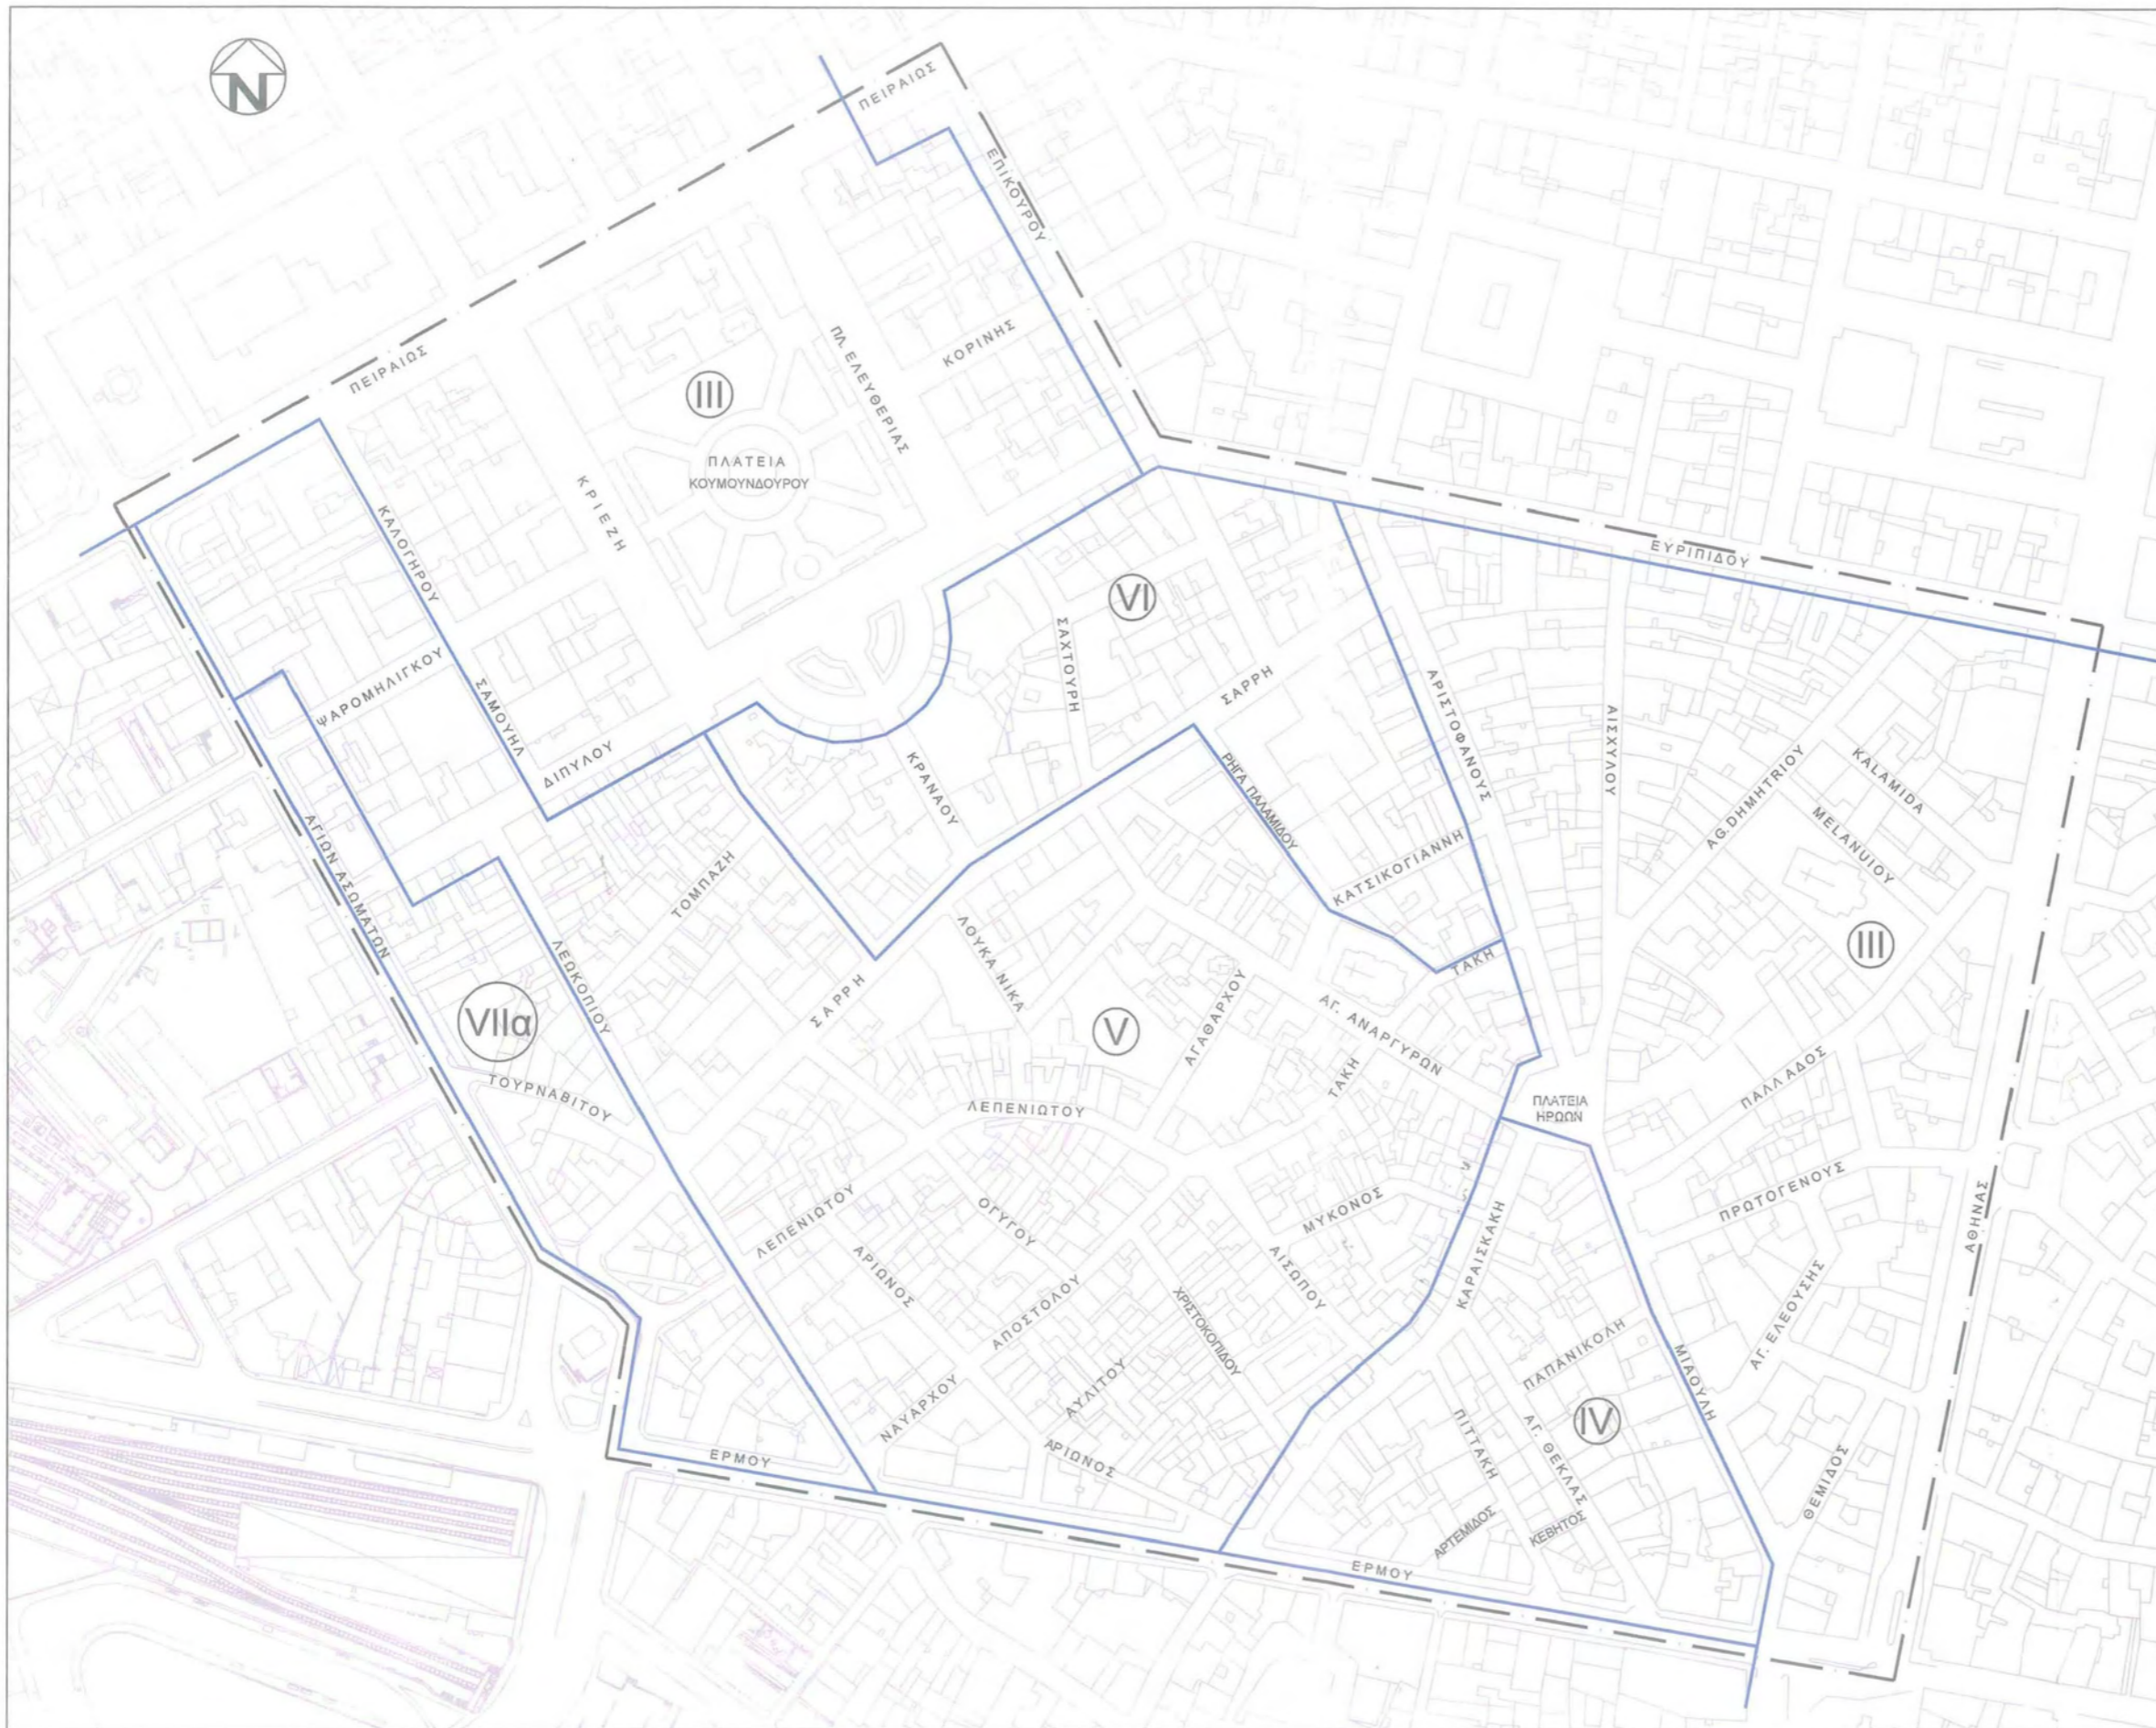 N
ΠΕΙΡΑΙΩΣ
ΕΠΙΚΟΥΡΟΥ
ΠΕΙΡΑΙΩΣ
III
ΠΛ. ΕΛΕΥΘΕΡΙΑΣ
ΚΟΡΙΝΗΣ
ΠΛΑΤΕΙΑ
ΚΟΥΜΟΥΝΔΟΥΡΟΥ
ΚΡΙΕΖΗ
ΚΑΛΟΓΗΡΟΥ
ΕΥΡΙΠΙΔΟΥ
VI
ΣΑΧΤΟΥΡΗ
ΨΑΡΟΜΗΛΙΓΚΟΥ
ΣΑΜΟΥΗΛ
ΣΑΡΡΗ
ΑΡΙΣΤΟΦΑΝΟΥΣ
ΑΙΣΧΥΛΟΥ
ΔΙΠΥΛΟΥ
ΚΡΑΝΑΟΥ
ΡΗΓΑ ΠΑΛΑΜΙΔΟΥ
AG.ΔΗΜΗΤΡΙΟΥ
KALAMIDA
MELANUIOY
ΑΓΙΩΝ ΑΣΩΜΑΤΩΝ
ΤΟΜΠΑΖΗ
ΚΑΤΣΙΚΟΓΙΑΝΝΗ
ΛΕΩΚΟΠΙΟΥ
ΛΟΥΚΑ ΝΙΚΑ
ΤΑΚΗ
III
ΣΑΡΡΗ
VIIα
V
ΑΓΑΘΑΡΧΟΥ
ΑΓ. ΑΝΑΡΓΥΡΩΝ
ΤΑΚΗ
ΤΟΥΡΝΑΒΙΤΟΥ
ΛΕΠΕΝΙΩΤΟΥ
ΠΛΑΤΕΙΑ
ΗΡΩΩΝ
ΠΑΛΛΑΔΟΣ
ΛΕΠΕΝΙΩΤΟΥ
ΟΓΥΓΟΥ
ΜΥΚΟΝΟΣ
ΠΡΩΤΟΓΕΝΟΥΣ
ΑΘΗΝΑΣ
ΑΡΙΩΝΟΣ
ΑΠΟΣΤΟΛΟΥ
ΧΡΙΣΤΟΚΟΠΙΔΟΥ
ΑΙΣΩΠΟΥ
ΚΑΡΑΙΣΚΑΚΗ
ΑΓ. ΕΛΕΟΥΣΗΣ
ΠΑΠΑΝΙΚΟΛΗ
ΜΙΑΟΥΛΗ
ΝΑΥΑΡΧΟΥ
ΑΥΛΙΤΟΥ
ΑΡΙΩΝΟΣ
ΠΙΤΤΑΚΗ
ΑΓ. ΘΕΚΛΑΣ
IV
ΘΕΜΙΔΟΣ
ΕΡΜΟΥ
ΑΡΤΕΜΙΔΟΣ
ΚΕΒΗΤΟΣ
ΕΡΜΟΥ